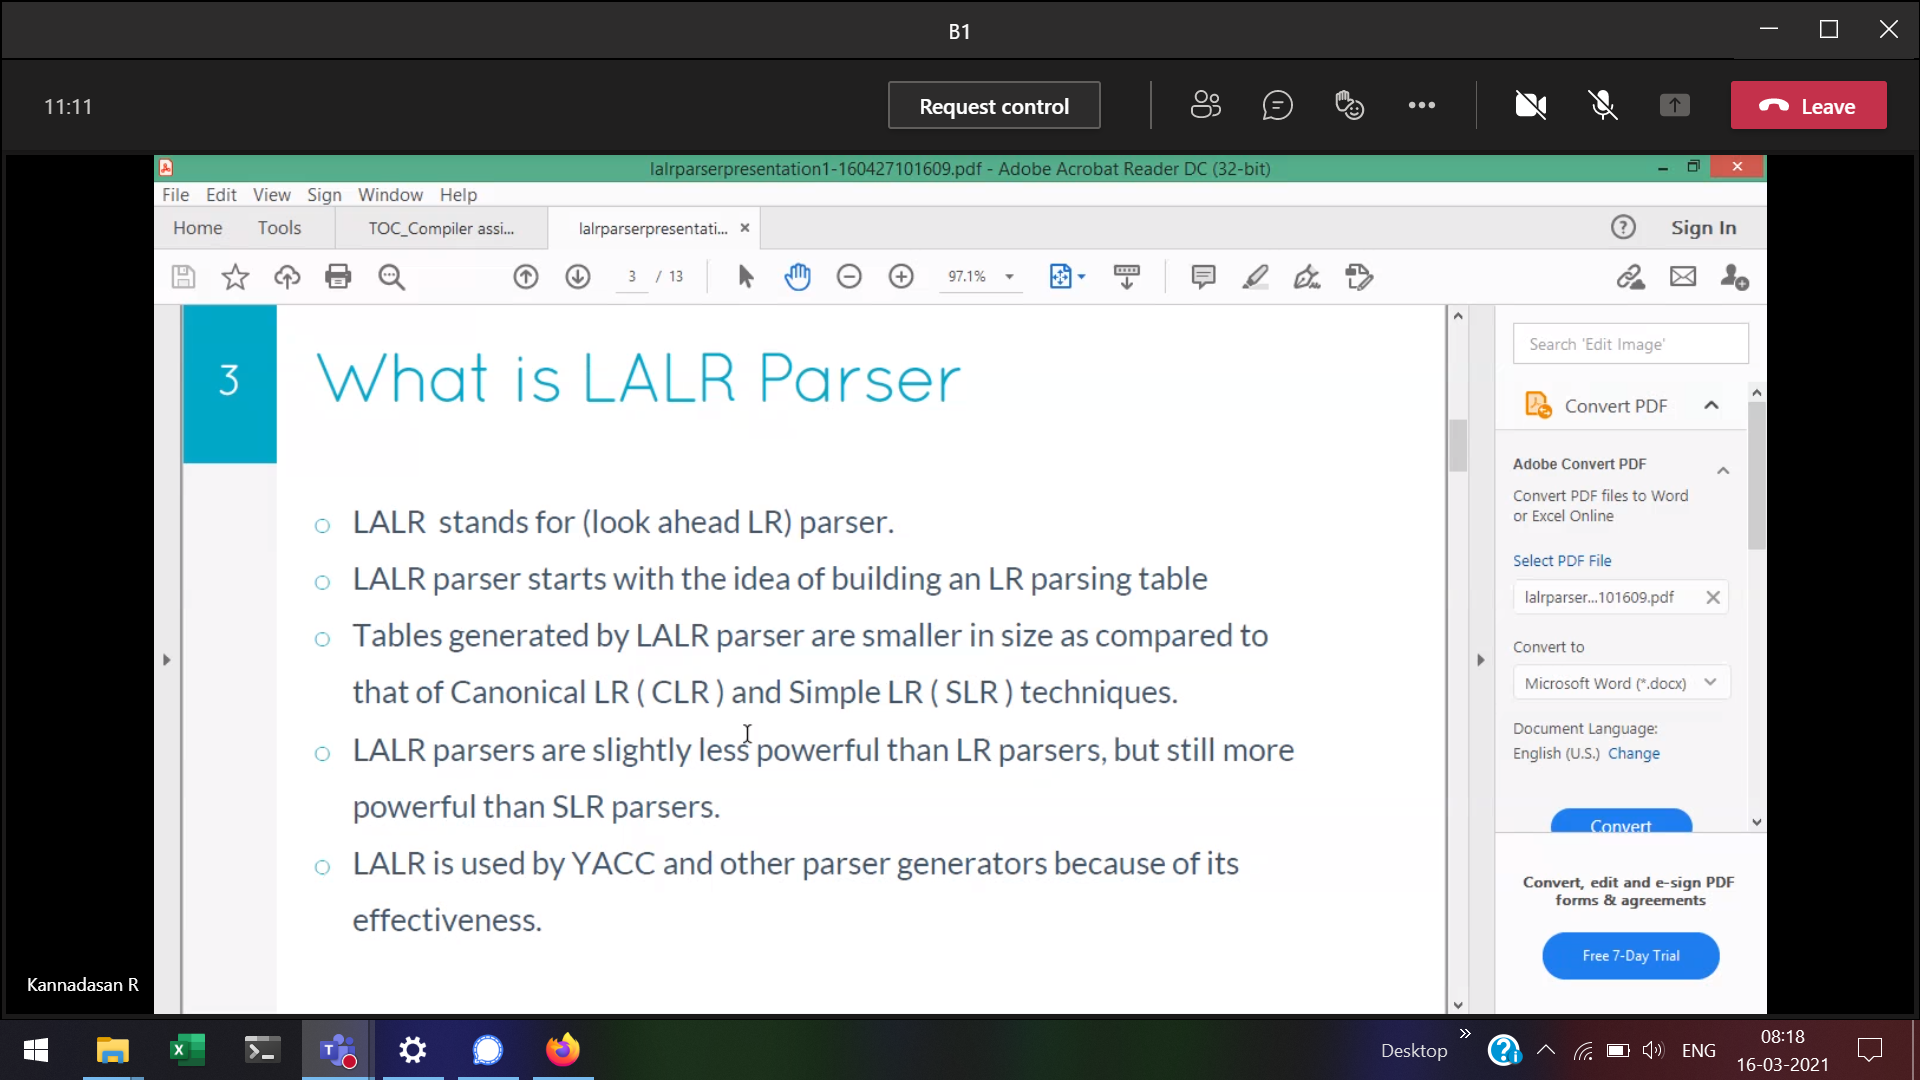 B1
11:11
Request control
Leave
lalrparserpresentation1-160427101609.pdf - Adobe Acrobat Reader DC (32-bit)
File Edit View Sign Window Help
Home Tools TOC_Compiler assi... lalrparserpresentati... Sign In
3 / 13 97.1%
Search 'Edit Image'
3
What is LALR Parser
Convert PDF
Adobe Convert PDF
Convert PDF files to Word
or Excel Online
Select PDF File
lalrparser...101609.pdf
Convert to
Microsoft Word (*.docx)
Document Language:
English (U.S.) Change
Convert
Convert, edit and e-sign PDF
forms & agreements
Free 7-Day Trial
LALR stands for (look ahead LR) parser.
LALR parser starts with the idea of building an LR parsing table
Tables generated by LALR parser are smaller in size as compared to
that of Canonical LR ( CLR ) and Simple LR ( SLR ) techniques.
LALR parsers are slightly less powerful than LR parsers, but still more
powerful than SLR parsers.
LALR is used by YACC and other parser generators because of its
effectiveness.
Kannadasan R
Desktop
ENG
08:18
16-03-2021